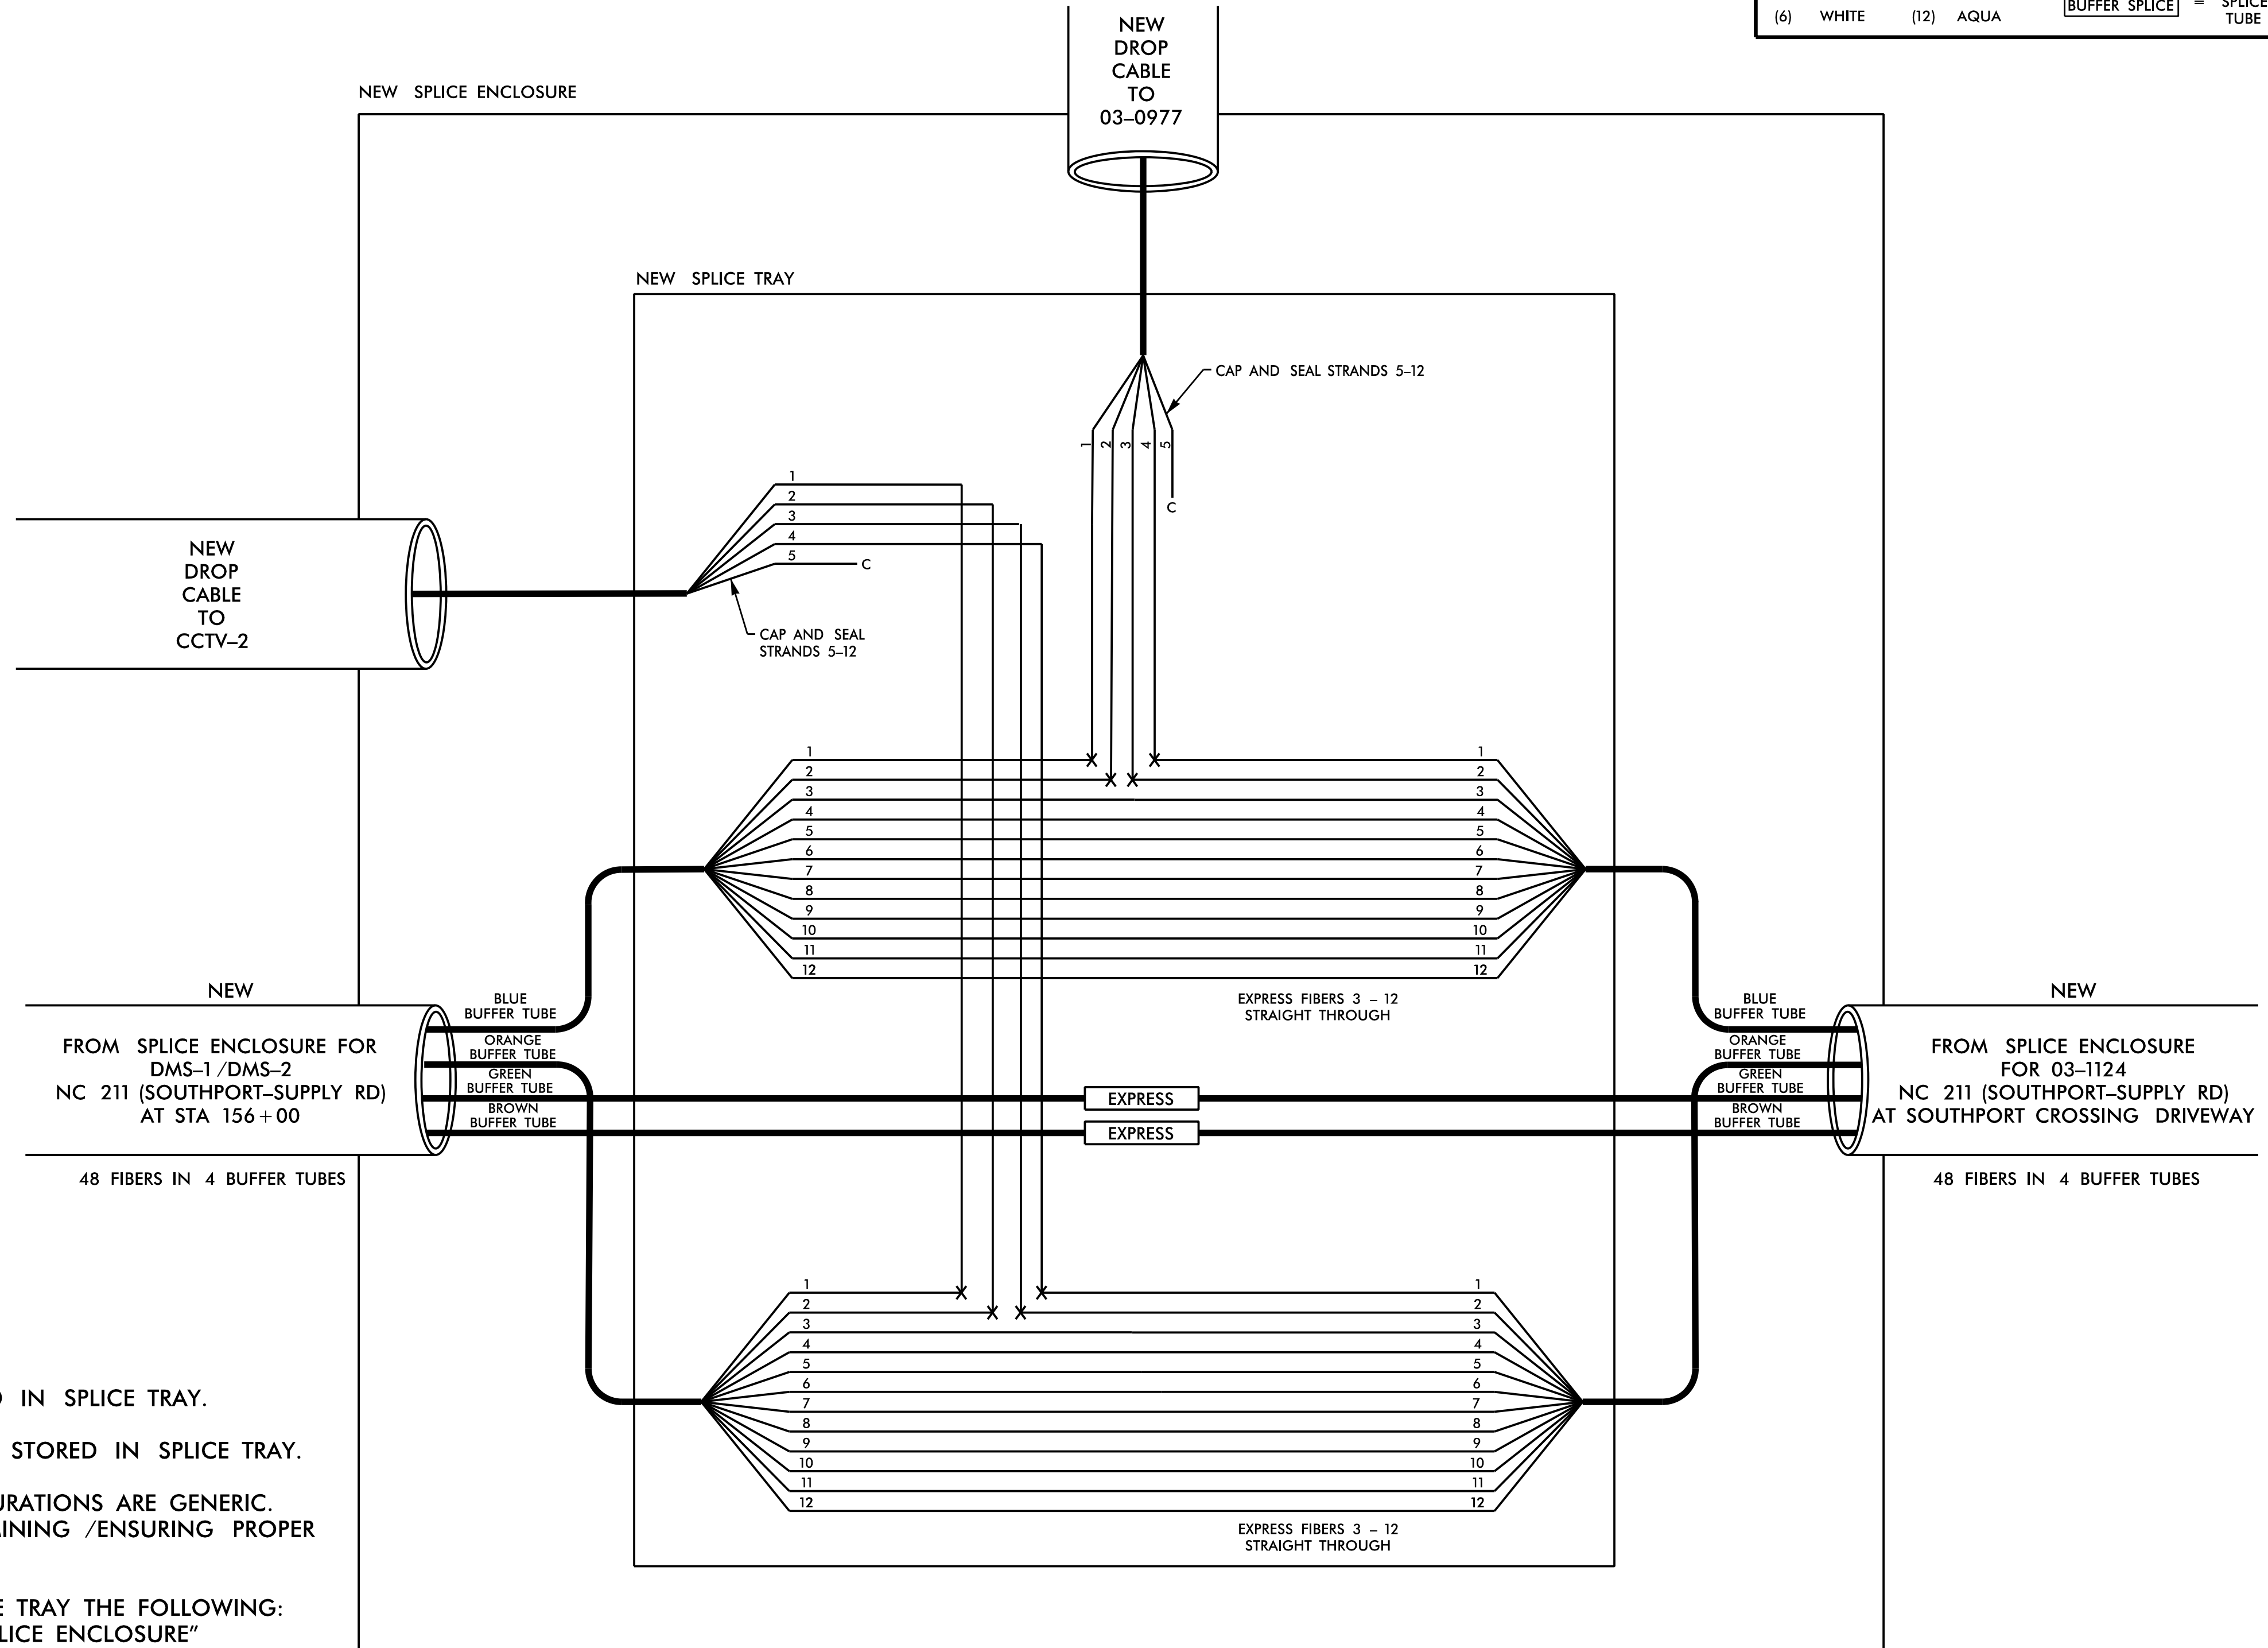 (6) WHITE (12) AQUA
BUFFER SPLICE = SPLICE
TUBE
NEW
DROP
CABLE
TO
03–0977
NEW SPLICE ENCLOSURE
NEW SPLICE TRAY
CAP AND SEAL STRANDS 5–12
1 2 3 4 5
C
1
2
3
4
5 C
CAP AND SEAL
STRANDS 5–12
NEW
DROP
CABLE
TO
CCTV–2
1 1
2 2
3 3
4 4
5 5
6 6
7 7
8 8
9 9
10 10
11 11
12 12
EXPRESS FIBERS 3 – 12
STRAIGHT THROUGH
NEW
FROM SPLICE ENCLOSURE FOR
DMS–1/DMS–2
NC 211 (SOUTHPORT–SUPPLY RD)
AT STA 156+00
48 FIBERS IN 4 BUFFER TUBES
BLUE
BUFFER TUBE
ORANGE
BUFFER TUBE
GREEN
BUFFER TUBE
BROWN
BUFFER TUBE
EXPRESS
EXPRESS
BLUE
BUFFER TUBE
ORANGE
BUFFER TUBE
GREEN
BUFFER TUBE
BROWN
BUFFER TUBE
NEW
FROM SPLICE ENCLOSURE
FOR 03–1124
NC 211 (SOUTHPORT–SUPPLY RD)
AT SOUTHPORT CROSSING DRIVEWAY
48 FIBERS IN 4 BUFFER TUBES
1 1
2 2
3 3
4 4
5 5
6 6
7 7
8 8
9 9
10 10
11 11
12 12
EXPRESS FIBERS 3 – 12
STRAIGHT THROUGH
IN SPLICE TRAY.
STORED IN SPLICE TRAY.
URATIONS ARE GENERIC.
MINING /ENSURING PROPER
TRAY THE FOLLOWING:
LICE ENCLOSURE"